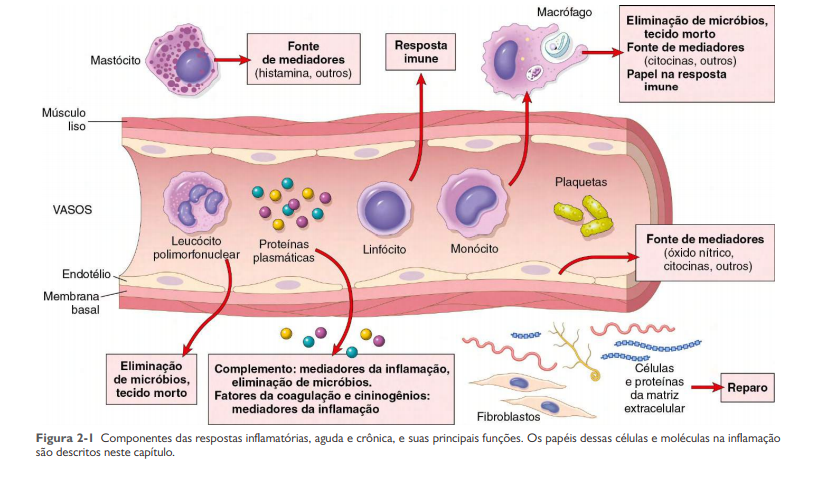 Macrófago
Mastócito
Fonte
de mediadores
(histamina, outros)
Resposta
imune
Eliminação de micróbios,
tecido morto
Fonte de mediadores
(citocinas, outros)
Papel na resposta
imune
Músculo
liso
VASOS
Leucócito
polimorfonuclear
Proteínas
plasmáticas
Linfócito
Monócito
Plaquetas
Fonte de mediadores
(óxido nítrico,
citocinas, outros)
Endotélio
Membrana
basal
Eliminação
de micróbios,
tecido morto
Complemento: mediadores da inflamação,
eliminação de micróbios.
Fatores da coagulação e cininogênios:
mediadores da inflamação
Fibroblastos
Células
e proteínas
da matriz
extracelular
Reparo
Figura 2-1 Componentes das respostas inflamatórias, aguda e crônica, e suas principais funções. Os papéis dessas células e moléculas na inflamação
são descritos neste capítulo.